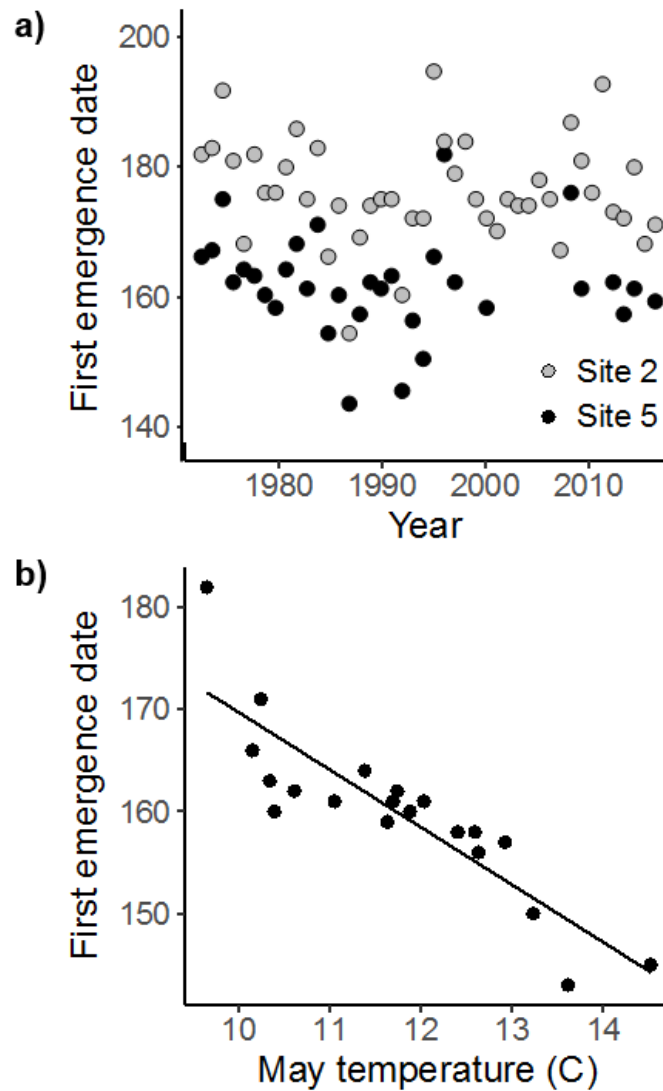 a)
First emergence date
200
180
160
140
Site 2
Site 5
1980 1990 2000 2010
Year
b)
First emergence date
180
170
160
150
10 11 12 13 14
May temperature (C)